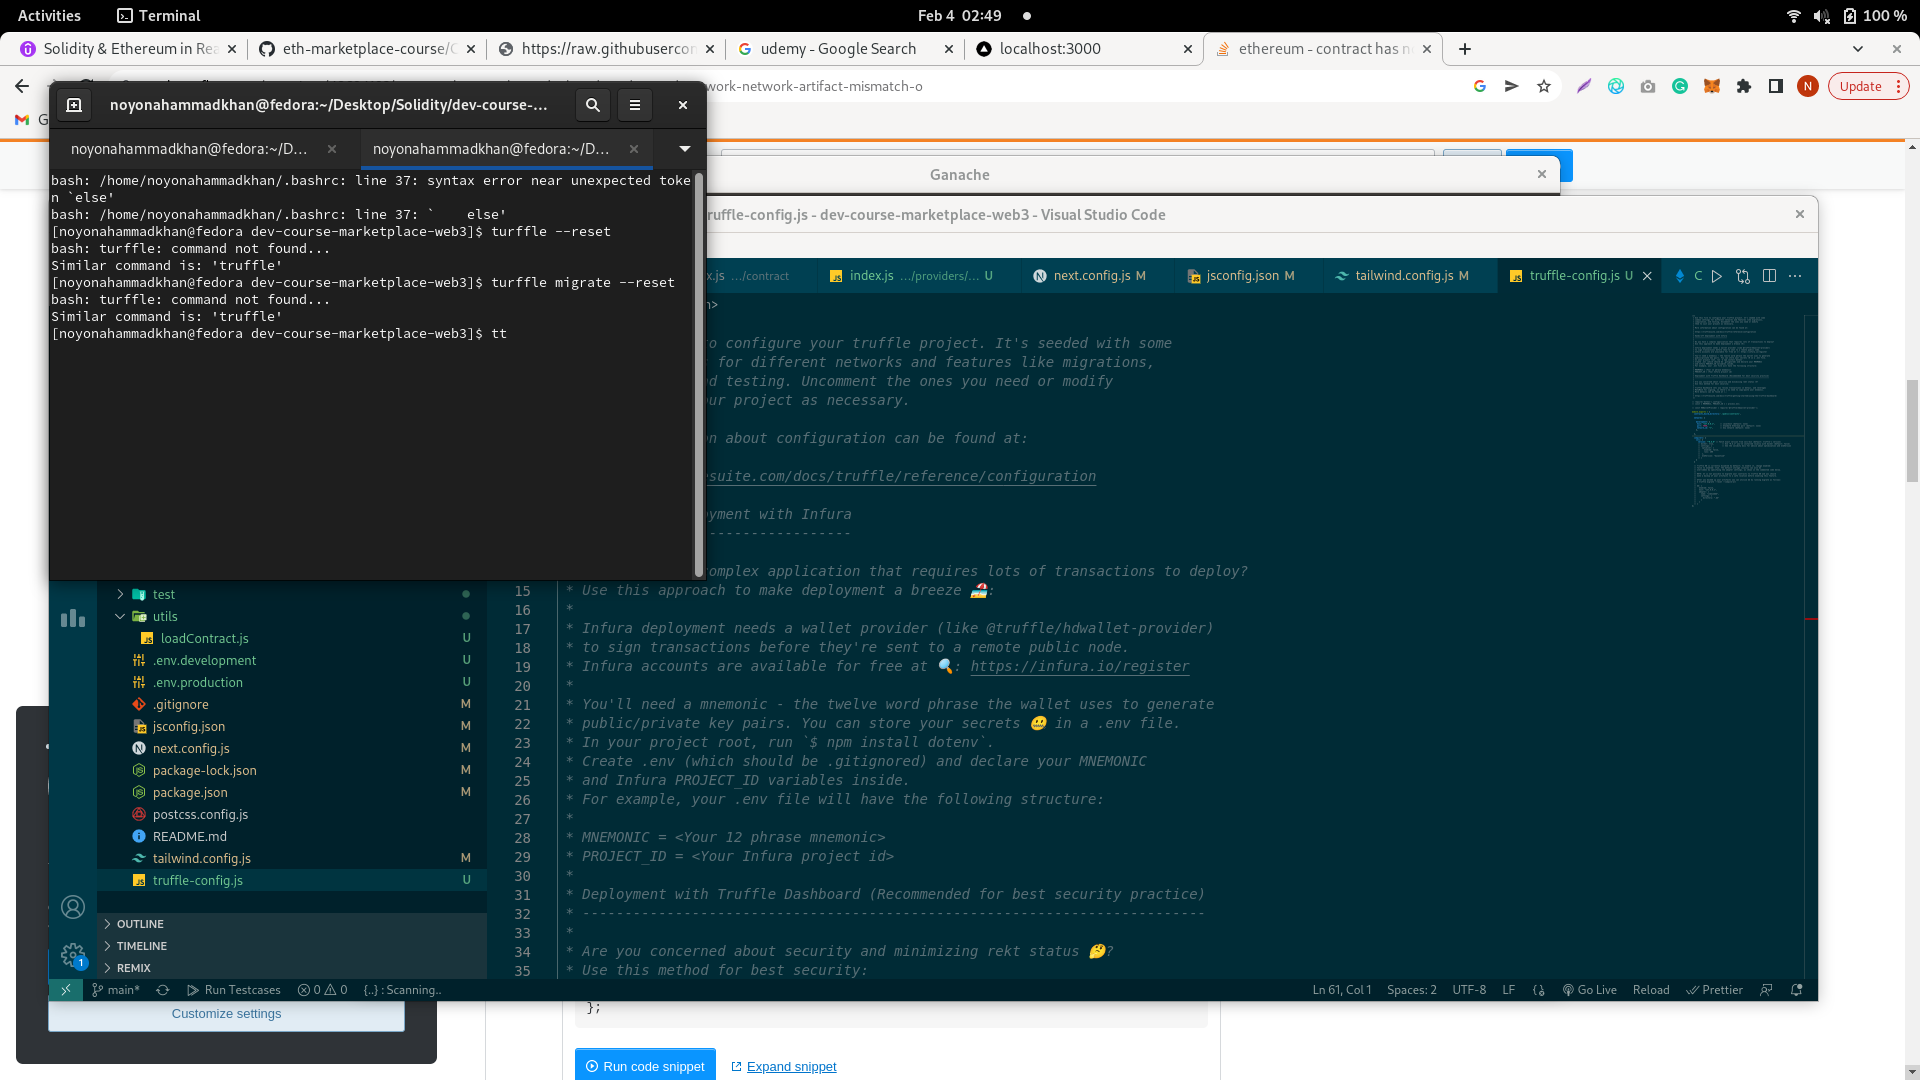 Activities
Terminal
Feb 4 02:49
100 %
Solidity & Ethereum in Rea
eth-marketplace-course/C
https://raw.githubusercon
udemy - Google Search
localhost:3000
ethereum - contract has n
work-network-artifact-mismatch-o
N
Update
G
noyonahammadkhan@fedora:~/Desktop/Solidity/dev-course-...
noyonahammadkhan@fedora:~/D...
noyonahammadkhan@fedora:~/D...
bash: /home/noyonahammadkhan/.bashrc: line 37: syntax error near unexpected toke
n `else'
bash: /home/noyonahammadkhan/.bashrc: line 37: `    else'
[noyonahammadkhan@fedora dev-course-marketplace-web3]$ turffle --reset
bash: turffle: command not found...
Similar command is: 'truffle'
[noyonahammadkhan@fedora dev-course-marketplace-web3]$ turffle migrate --reset
bash: turffle: command not found...
Similar command is: 'truffle'
[noyonahammadkhan@fedora dev-course-marketplace-web3]$ tt
Ganache
ruffle-config.js - dev-course-marketplace-web3 - Visual Studio Code
x.js .../contract
index.js .../providers/... U
next.config.js M
jsconfig.json M
tailwind.config.js M
truffle-config.js U
C
n>
o configure your truffle project. It's seeded with some
for different networks and features like migrations,
d testing. Uncomment the ones you need or modify
ur project as necessary.
n about configuration can be found at:
suite.com/docs/truffle/reference/configuration
yment with Infura
-----------------
omplex application that requires lots of transactions to deploy?
15 * Use this approach to make deployment a breeze 🏖️:
16 *
17 * Infura deployment needs a wallet provider (like @truffle/hdwallet-provider)
18 * to sign transactions before they're sent to a remote public node.
19 * Infura accounts are available for free at 🔍: https://infura.io/register
20 *
21 * You'll need a mnemonic - the twelve word phrase the wallet uses to generate
22 * public/private key pairs. You can store your secrets 🤐 in a .env file.
23 * In your project root, run `$ npm install dotenv`.
24 * Create .env (which should be .gitignored) and declare your MNEMONIC
25 * and Infura PROJECT_ID variables inside.
26 * For example, your .env file will have the following structure:
27 *
28 * MNEMONIC = <Your 12 phrase mnemonic>
29 * PROJECT_ID = <Your Infura project id>
30 *
31 * Deployment with Truffle Dashboard (Recommended for best security practice)
32 * --------------------------------------------------------------------------
33 *
34 * Are you concerned about security and minimizing rekt status 🤔?
35 * Use this method for best security:
test
utils
loadContract.js U
.env.development U
.env.production U
.gitignore M
jsconfig.json M
next.config.js M
package-lock.json M
package.json M
postcss.config.js
README.md
tailwind.config.js M
truffle-config.js U
OUTLINE
TIMELINE
REMIX
1
main*
Run Testcases
0 0
{..} : Scanning..
Ln 61, Col 1
Spaces: 2
UTF-8
LF
Go Live
Reload
Prettier
Customize settings
};
Run code snippet
Expand snippet